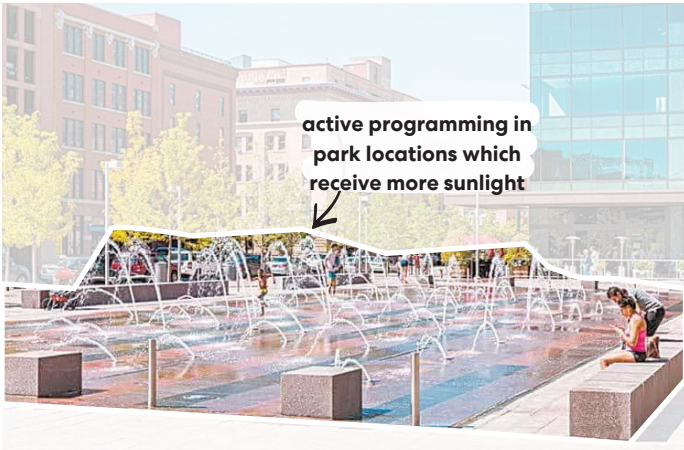 active programming in
park locations which
receive more sunlight